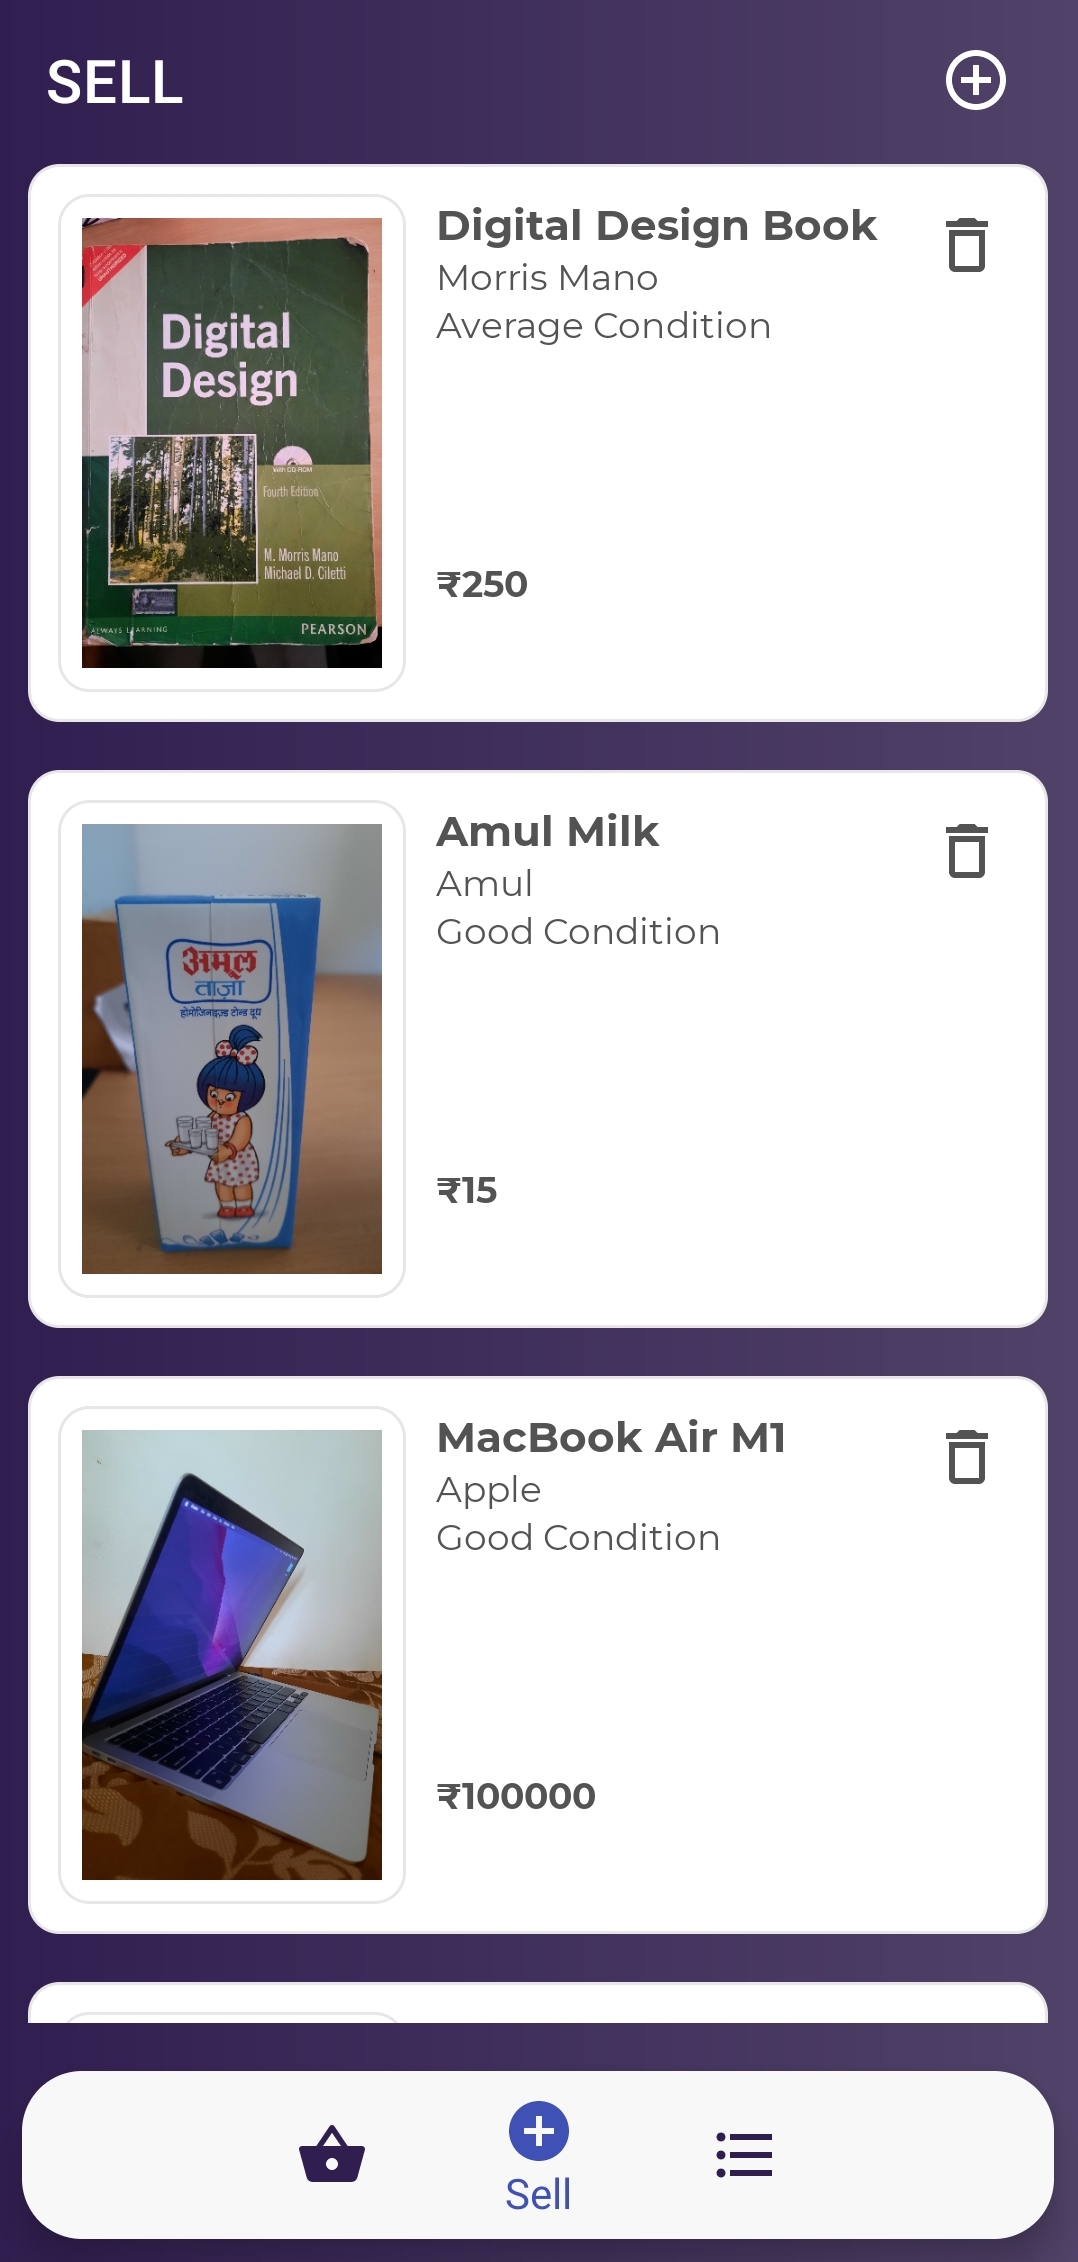 SELL
Digital Design Book
Morris Mano
Average Condition
₹250
Digital
Design
With CD-ROM
Fourth Edition
M. Morris Mano
Michael D. Ciletti
ALWAYS LEARNING
PEARSON
Amul Milk
Amul
Good Condition
₹15
अमूल
ताज़ा
होमोजिनाइज़्ड टोन्ड दूध
MacBook Air M1
Apple
Good Condition
₹100000
Sell